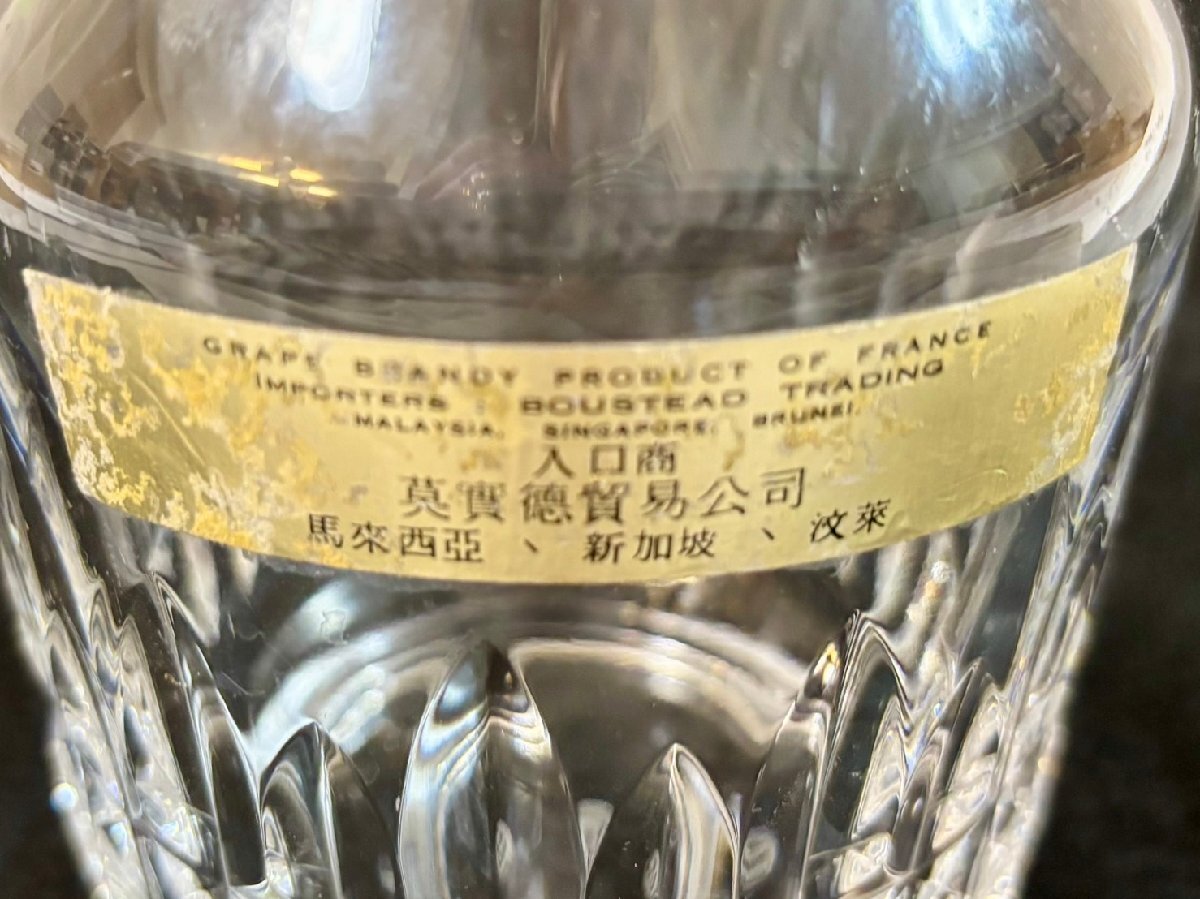 GRAPE BRANDY PRODUCT OF FRANCE
IMPORTERS : BOUSTEAD TRADING
MALAYSIA, SINGAPORE, BRUNEI.
入口商
莫實德貿易公司
馬來西亞、新加坡、汶萊